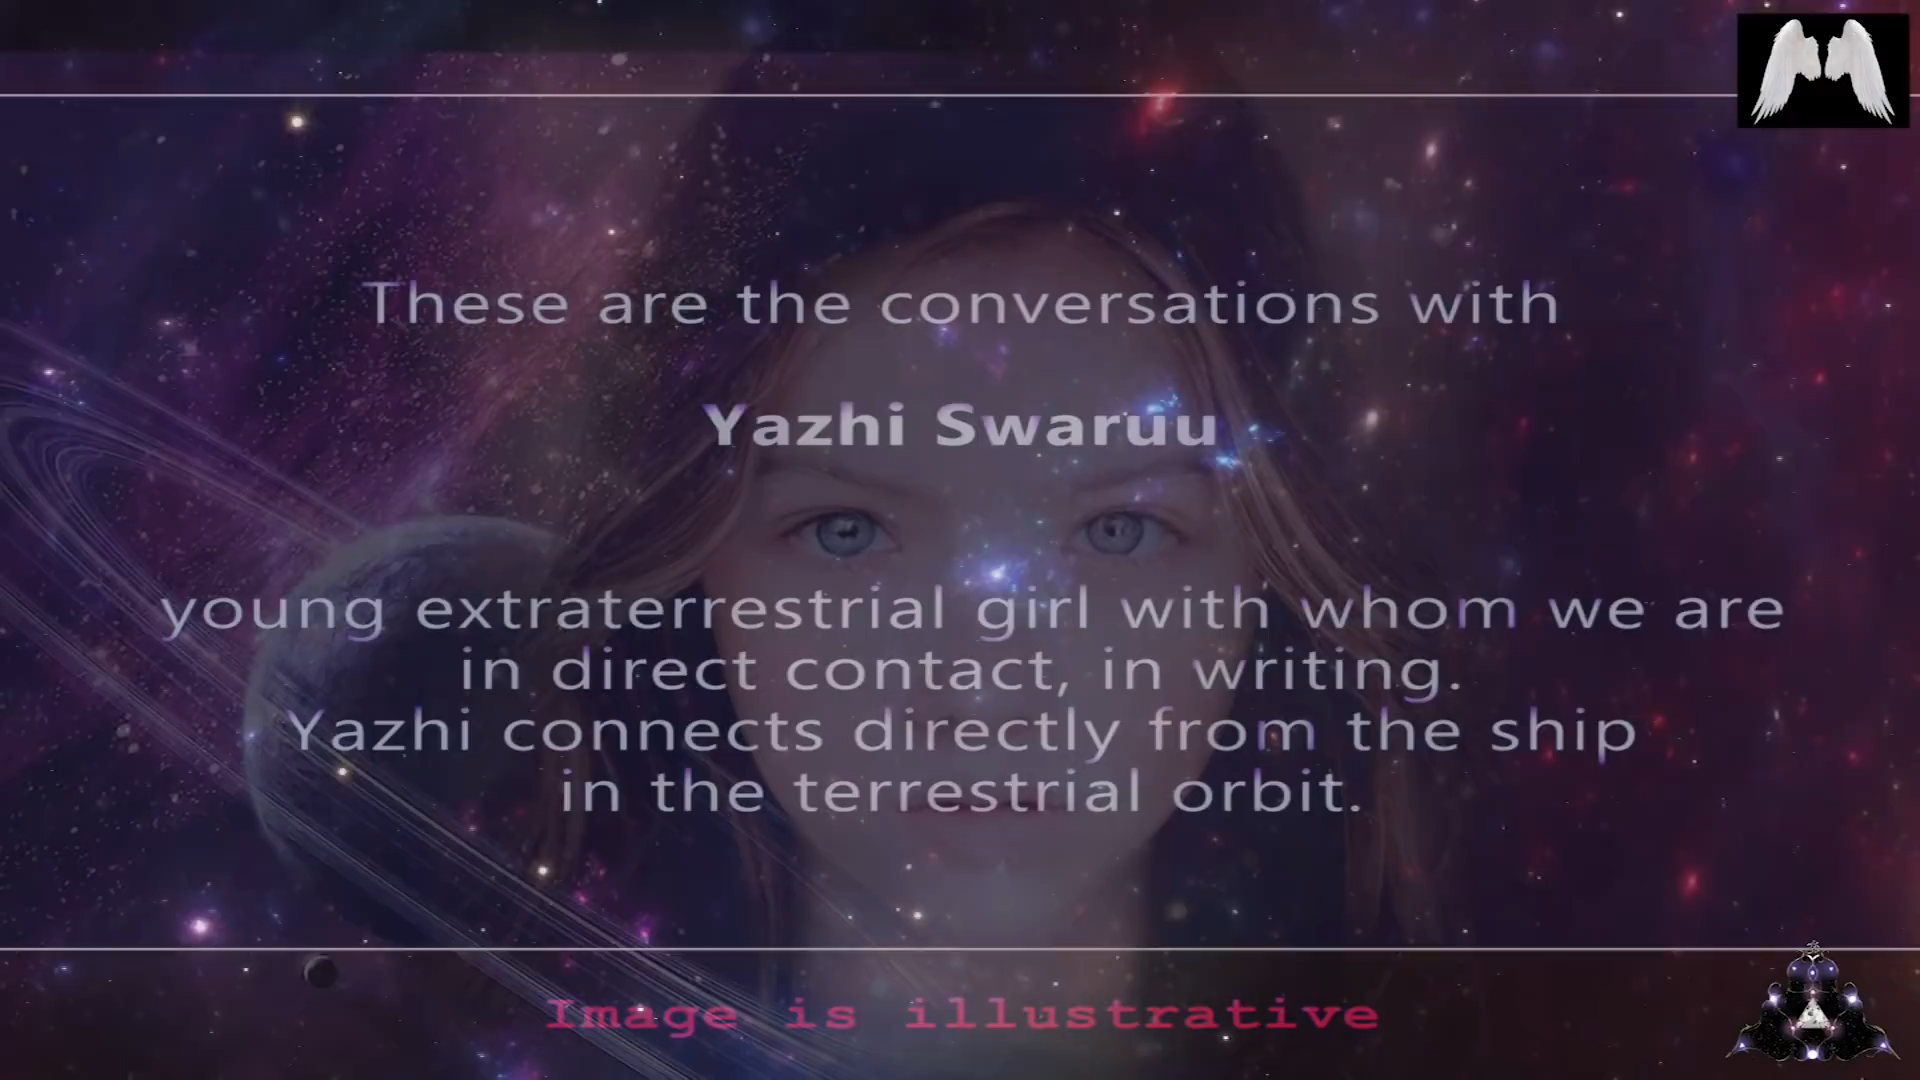 These are the conversations with
Yazhi Swaruu
young extraterrestrial girl with whom we are
in direct contact, in writing.
Yazhi connects directly from the ship
in the terrestrial orbit.
Image is illustrative